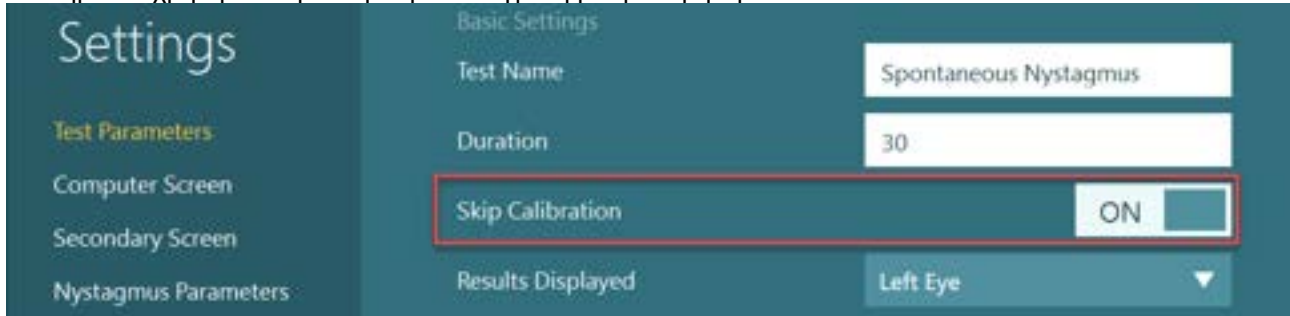 Settings
Test Parameters
Computer Screen
Secondary Screen
Nystagmus Parameters
Basic Settings
Test Name
Spontaneous Nystagmus
Duration
30
Skip Calibration
ON
Results Displayed
Left Eye